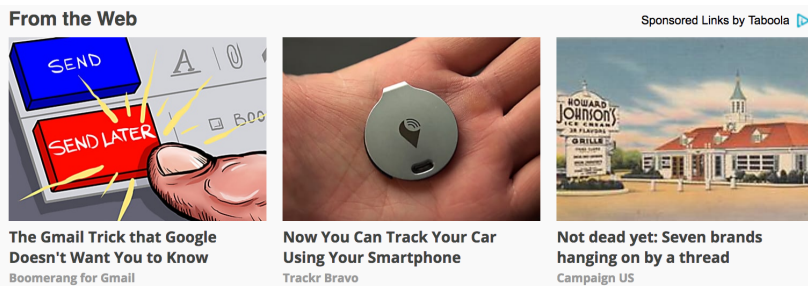 From the Web
Sponsored Links by Taboola
SEND
SEND LATER
BOO
HOWARD
JOHNSON'S
ICE CREAM
28 FLAVORS
GRILLE
The Gmail Trick that Google
Doesn't Want You to Know
Boomerang for Gmail
Now You Can Track Your Car
Using Your Smartphone
Trackr Bravo
Not dead yet: Seven brands
hanging on by a thread
Campaign US